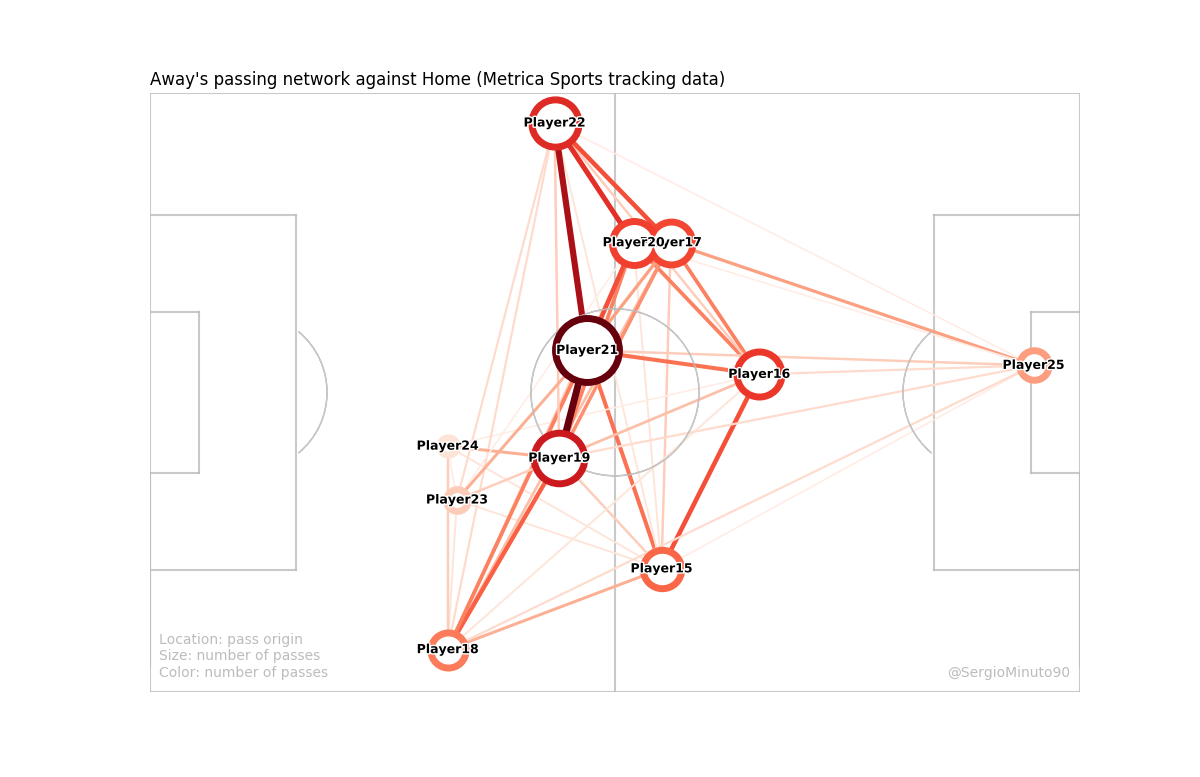 Away's passing network against Home (Metrica Sports tracking data)
Player22
Player20
yer17
Player21
Player25
Player16
Player24
Player19
Player23
Player15
Player18
Location: pass origin
Size: number of passes
Color: number of passes
@SergioMinuto90